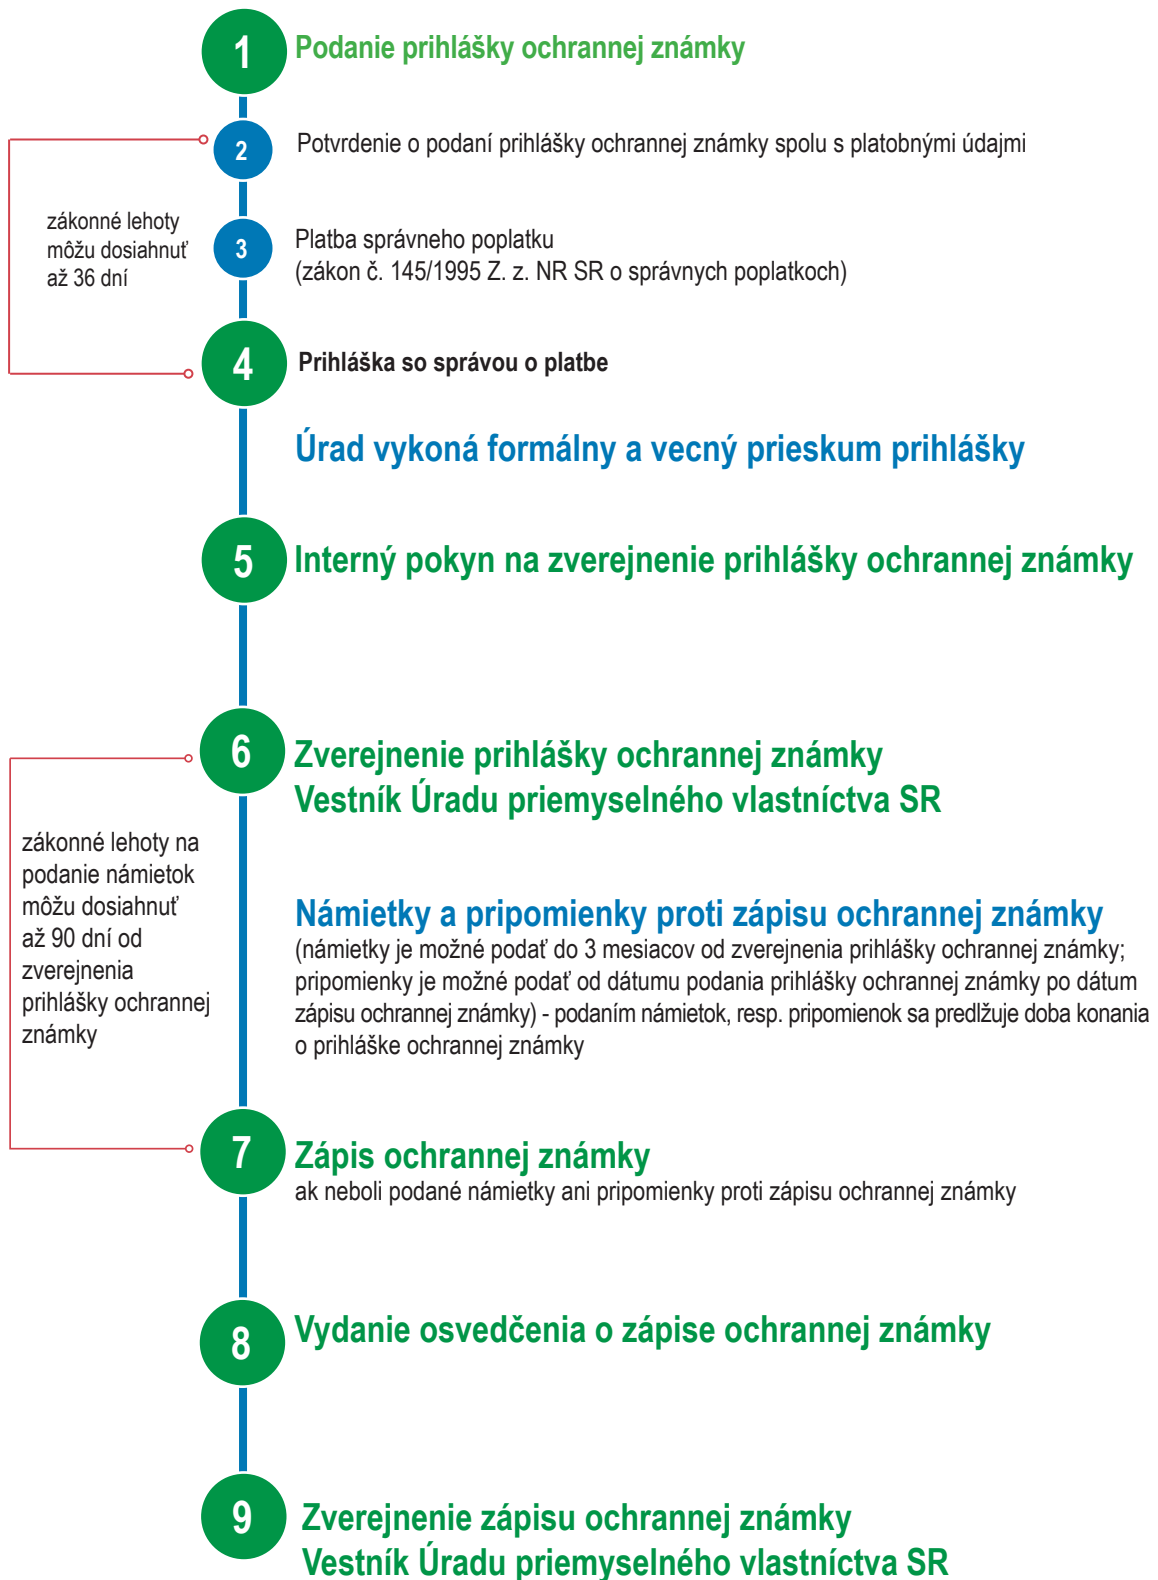 1
Podanie prihlášky ochrannej známky
2
Potvrdenie o podaní prihlášky ochrannej známky spolu s platobnými údajmi
zákonné lehoty
môžu dosiahnuť
až 36 dní
3
Platba správneho poplatku
(zákon č. 145/1995 Z. z. NR SR o správnych poplatkoch)
4
Prihláška so správou o platbe
Úrad vykoná formálny a vecný prieskum prihlášky
5
Interný pokyn na zverejnenie prihlášky ochrannej známky
6
Zverejnenie prihlášky ochrannej známky
Vestník Úradu priemyselného vlastníctva SR
zákonné lehoty na
podanie námietok
môžu dosiahnuť
až 90 dní od
zverejnenia
prihlášky ochrannej
známky
Námietky a pripomienky proti zápisu ochrannej známky
(námietky je možné podať do 3 mesiacov od zverejnenia prihlášky ochrannej známky;
pripomienky je možné podať od dátumu podania prihlášky ochrannej známky po dátum
zápisu ochrannej známky) - podaním námietok, resp. pripomienok sa predlžuje doba konania
o prihláške ochrannej známky
7
Zápis ochrannej známky
ak neboli podané námietky ani pripomienky proti zápisu ochrannej známky
8
Vydanie osvedčenia o zápise ochrannej známky
9
Zverejnenie zápisu ochrannej známky
Vestník Úradu priemyselného vlastníctva SR